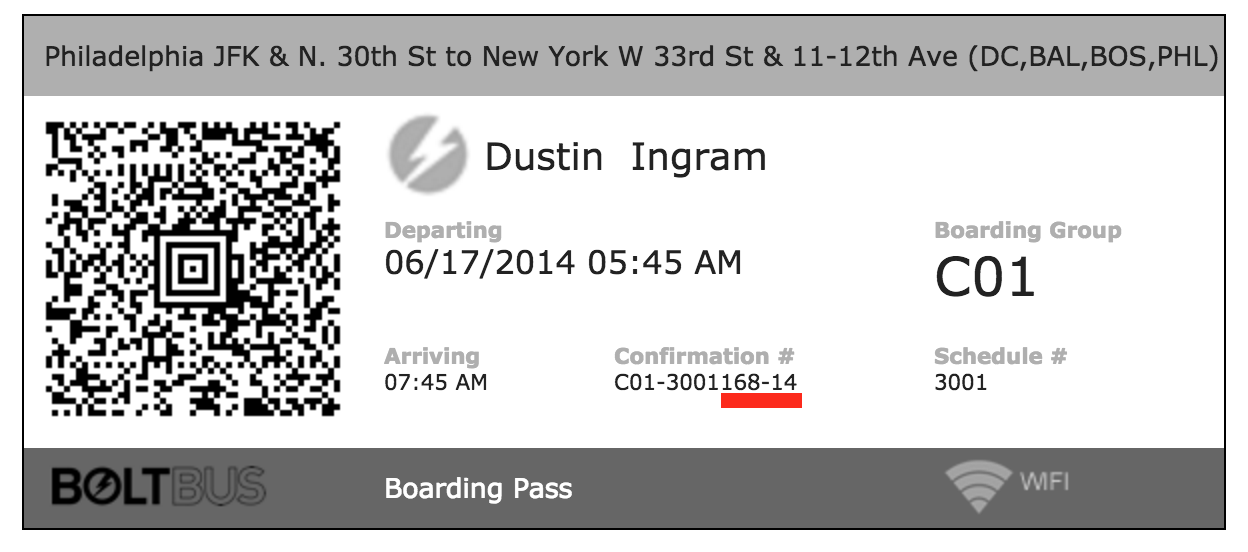 Philadelphia JFK & N. 30th St to New York W 33rd St & 11-12th Ave (DC,BAL,BOS,PHL)
Dustin Ingram
Departing
06/17/2014 05:45 AM
Boarding Group
C01
Arriving
07:45 AM
Confirmation #
C01-3001168-14
Schedule #
3001
BOLTBUS
Boarding Pass
WIFI